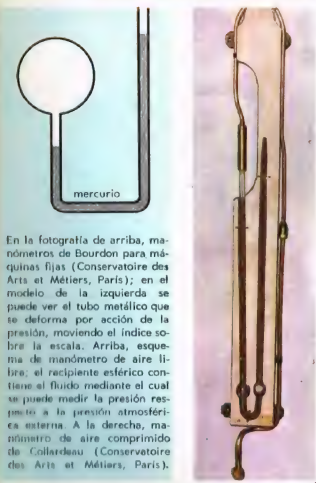 mercurio
En la fotografía de arriba, ma-
nómetros de Bourdon para má-
quinas fijas (Conservatoire des
Arts et Métiers, París); en el
modelo de la izquierda se
puede ver el tubo metálico que
se deforma por acción de la
presión, moviendo el índice so-
bre la escala. Arriba, esque-
ma de manómetro de aire li-
bre; el recipiente esférico con-
tiene el fluido mediante el cual
se puede medir la presión res-
pecto a la presión atmosféri-
ca externa. A la derecha, ma-
nómetro de aire comprimido
de Collardeau (Conservatoire
des Arts et Métiers, París).